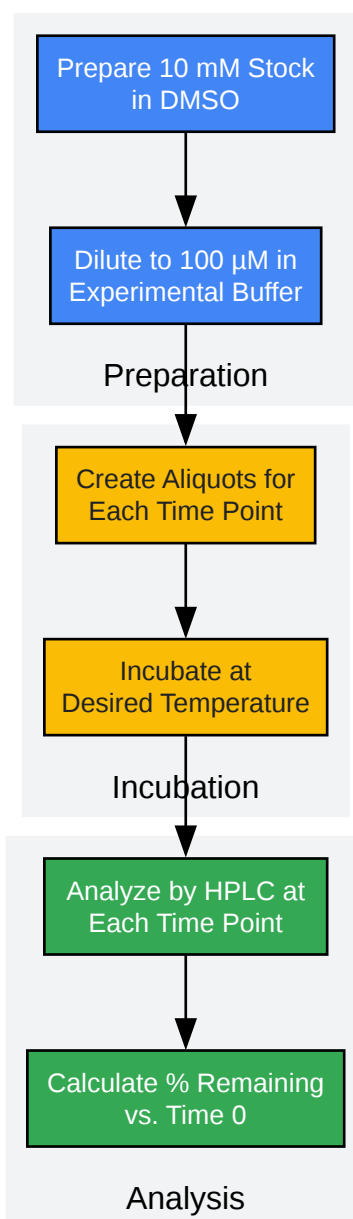 Prepare 10 mM Stock
in DMSO
Dilute to 100 µM in
Experimental Buffer
Preparation
Create Aliquots for
Each Time Point
Incubate at
Desired Temperature
Incubation
Analyze by HPLC at
Each Time Point
Calculate % Remaining
vs. Time 0
Analysis